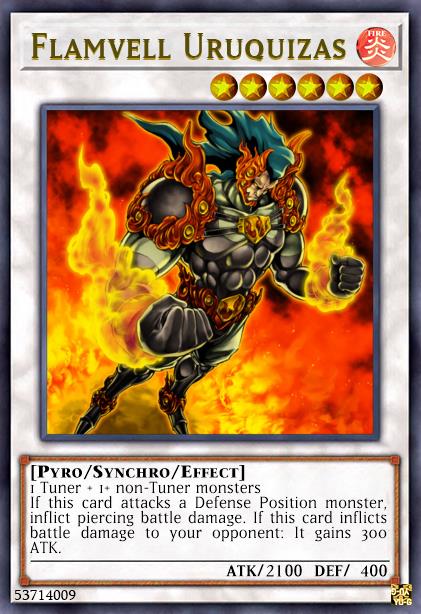 FLAMVELL URUQUIZAS
FIRE
炎
[PYRO/SYNCHRO/EFFECT]
1 Tuner + 1+ non-Tuner monsters
If this card attacks a Defense Position monster,
inflict piercing battle damage. If this card inflicts
battle damage to your opponent: It gains 300
ATK.
ATK/2100 DEF/ 400
53714009